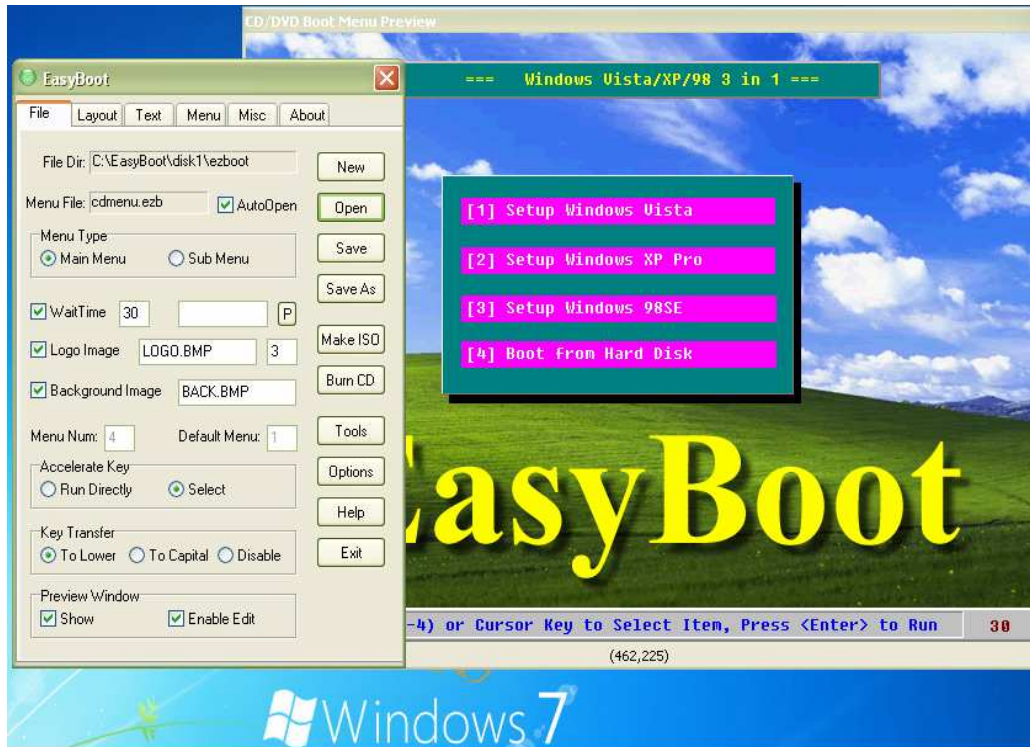 CD/DVD Boot Menu Preview
EasyBoot
File Layout Text Menu Misc About
File Dir: C:\EasyBoot\disk1\ezboot
New
Menu File: cdmenu.ezb AutoOpen
Open
Menu Type
Main Menu Sub Menu
Save
Save As
WaitTime 30 P
Logo Image LOGO.BMP 3
Make ISO
Background Image BACK.BMP
Burn CD
Menu Num: 4 Default Menu: 1
Tools
Accelerate Key
Run Directly Select
Options
Help
Key Transfer
To Lower To Capital Disable
Exit
Preview Window
Show Enable Edit
=== Windows Vista/XP/98 3 in 1 ===
[1] Setup Windows Vista
[2] Setup Windows XP Pro
[3] Setup Windows 98SE
[4] Boot from Hard Disk
EasyBoot
-4) or Cursor Key to Select Item, Press <Enter> to Run 30
(462,225)
Windows 7